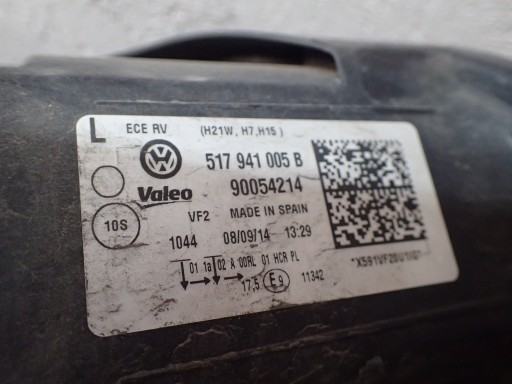 L ECE RV (H21W, H7,H15)
517 941 005 B
Valeo 90054214
10S VF2 MADE IN SPAIN
1044 08/09/14 13:29
01 1a 02 A 00RL 01 HCR PL
17,5 E9 11342